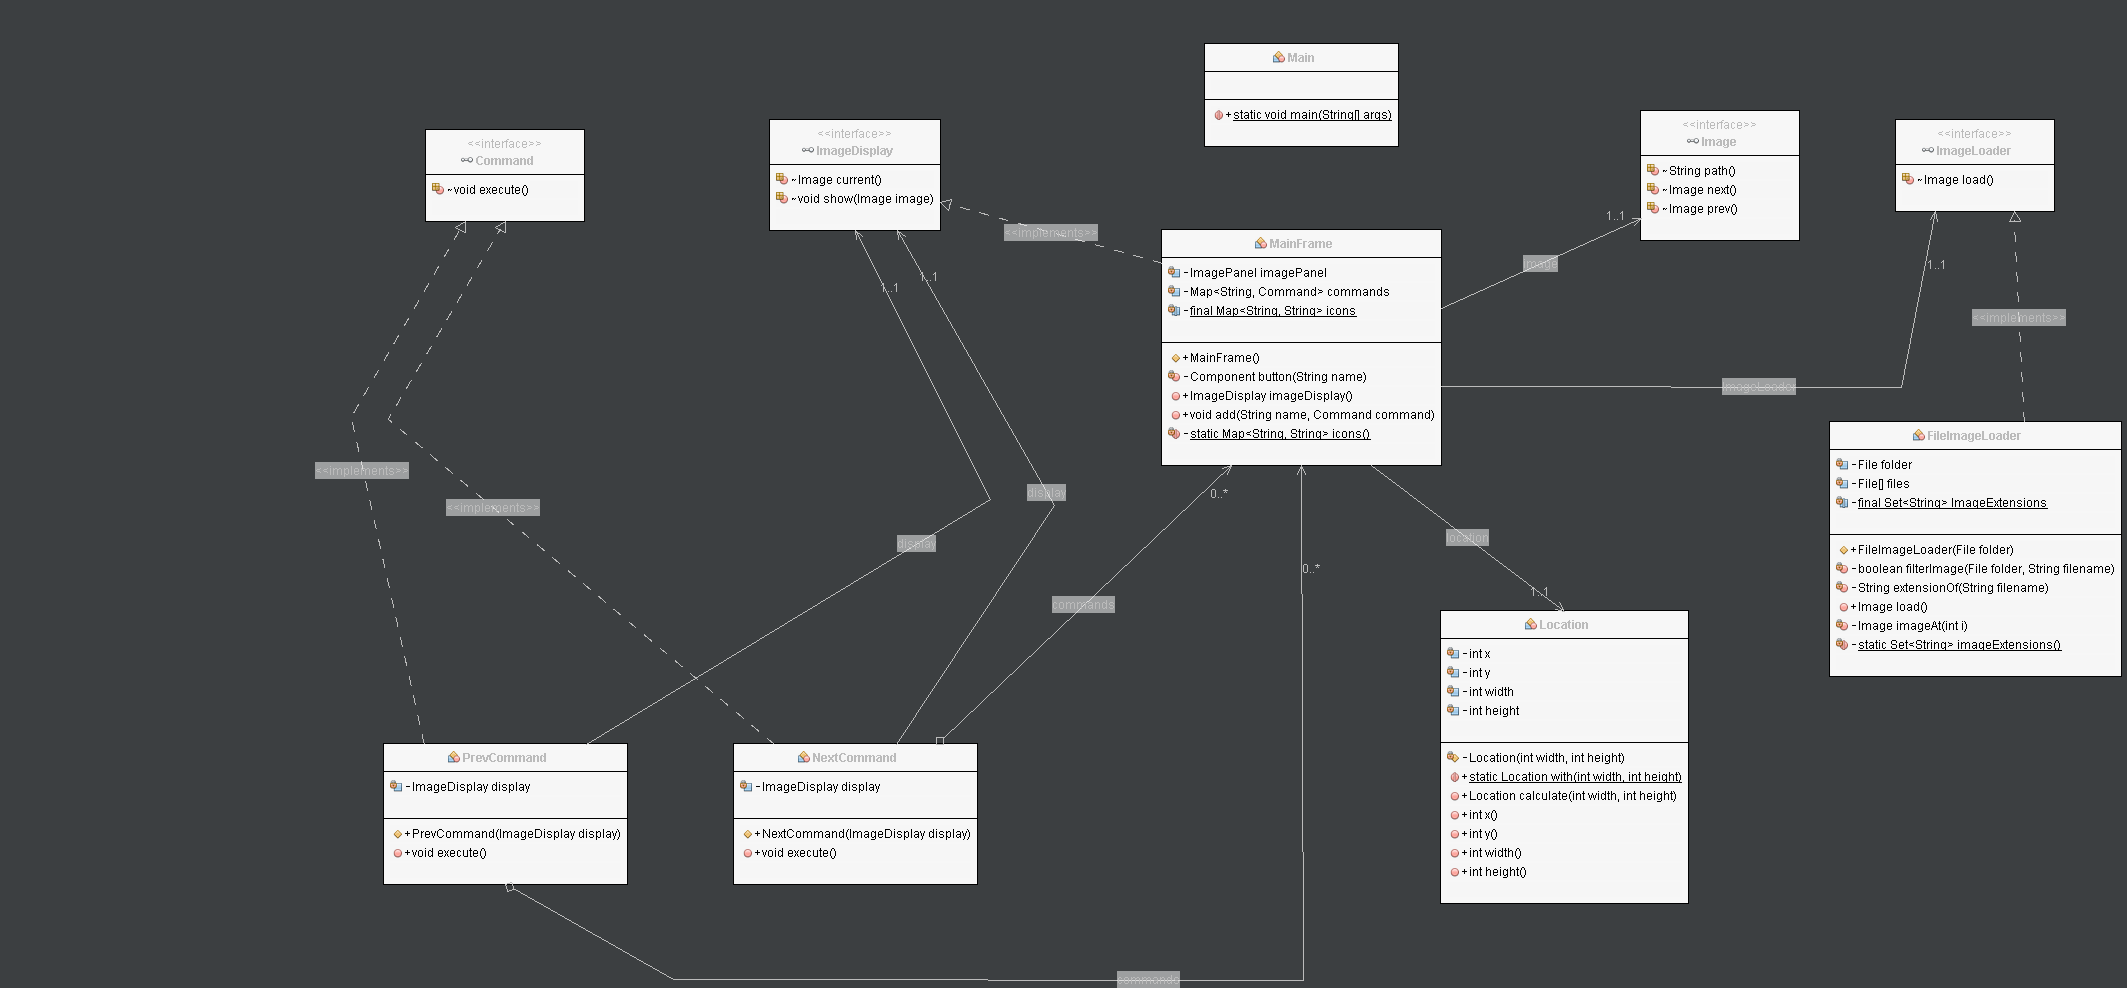 Main
+static void main(String[] args)
<<interface>>
Command
~void execute()
<<interface>>
ImageDisplay
~Image current()
~void show(Image image)
<<interface>>
Image
~String path()
~Image next()
~Image prev()
<<interface>>
ImageLoader
~Image load()
<<implements>>
1..1
image
1..1
1..1
1..1
<<implements>>
ImageLoader
MainFrame
-ImagePanel imagePanel
-Map<String, Command> commands
-final Map<String, String> icons
+MainFrame()
-Component button(String name)
+ImageDisplay imageDisplay()
+void add(String name, Command command)
-static Map<String, String> icons()
FileImageLoader
-File folder
-File[] files
-final Set<String> ImageExtensions
+FileImageLoader(File folder)
-boolean filterImage(File folder, String filename)
-String extensionOf(String filename)
+Image load()
-Image imageAt(int i)
-static Set<String> imageExtensions()
<<implements>>
<<implements>>
display
display
0..*
location
0..*
commands
1..1
Location
-int x
-int y
-int width
-int height
-Location(int width, int height)
+static Location with(int width, int height)
+Location calculate(int width, int height)
+int x()
+int y()
+int width()
+int height()
PrevCommand
-ImageDisplay display
+PrevCommand(ImageDisplay display)
+void execute()
NextCommand
-ImageDisplay display
+NextCommand(ImageDisplay display)
+void execute()
commands